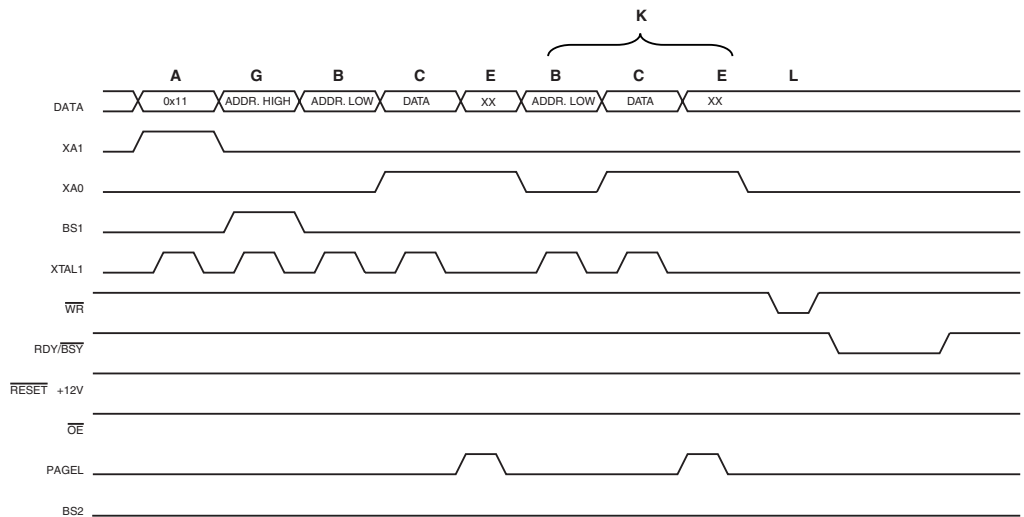 K
A G B C E B C E L
DATA 0x11 ADDR. HIGH ADDR. LOW DATA XX ADDR. LOW DATA XX
XA1
XA0
BS1
XTAL1
WR
RDY/BSY
RESET +12V
OE
PAGEL
BS2